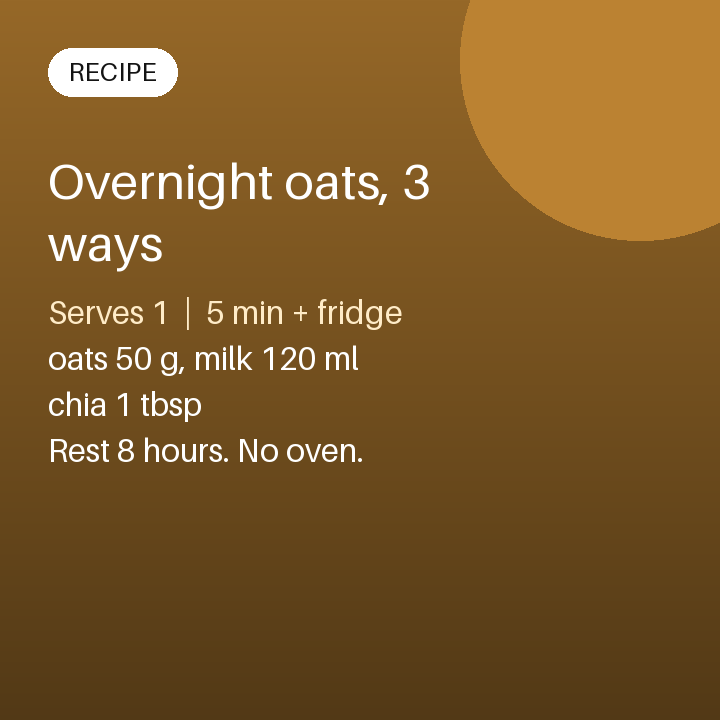 RECIPE
Overnight oats, 3
ways
Serves 1 | 5 min + fridge
oats 50 g, milk 120 ml
chia 1 tbsp
Rest 8 hours. No oven.